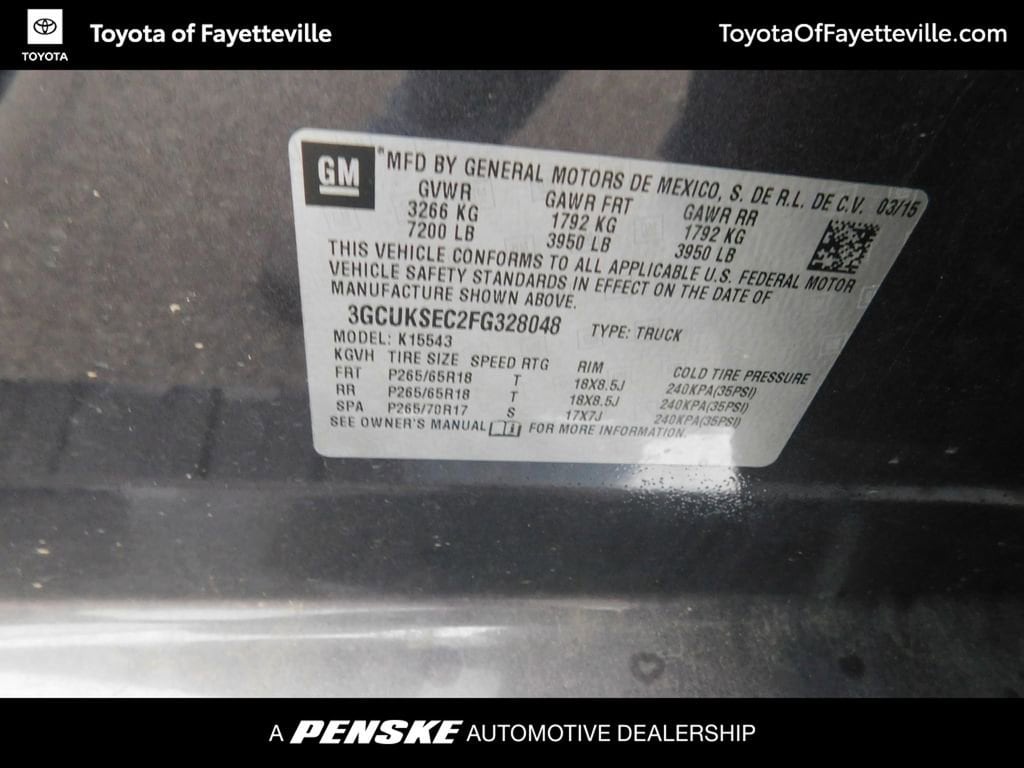 TOYOTA
Toyota of Fayetteville
ToyotaOfFayetteville.com
GM
MFD BY GENERAL MOTORS DE MEXICO, S. DE R.L. DE C.V. 03/15
GVWR GAWR FRT GAWR RR
3266 KG 1792 KG 1792 KG
7200 LB 3950 LB 3950 LB
THIS VEHICLE CONFORMS TO ALL APPLICABLE U.S. FEDERAL MOTOR
VEHICLE SAFETY STANDARDS IN EFFECT ON THE DATE OF
MANUFACTURE SHOWN ABOVE.
3GCUKSEC2FG328048 TYPE: TRUCK
MODEL: K15543
KGVH TIRE SIZE SPEED RTG RIM COLD TIRE PRESSURE
FRT P265/65R18 T 18X8.5J 240KPA(35PSI)
RR P265/65R18 T 18X8.5J 240KPA(35PSI)
SPA P265/70R17 S 17X7J 240KPA(35PSI)
SEE OWNER'S MANUAL FOR MORE INFORMATION.
A PENSKE AUTOMOTIVE DEALERSHIP